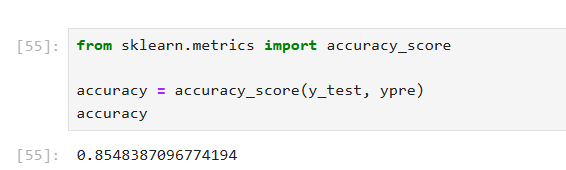 [55]: from sklearn.metrics import accuracy_score
accuracy = accuracy_score(y_test, ypre)
accuracy
[55]: 0.8548387096774194